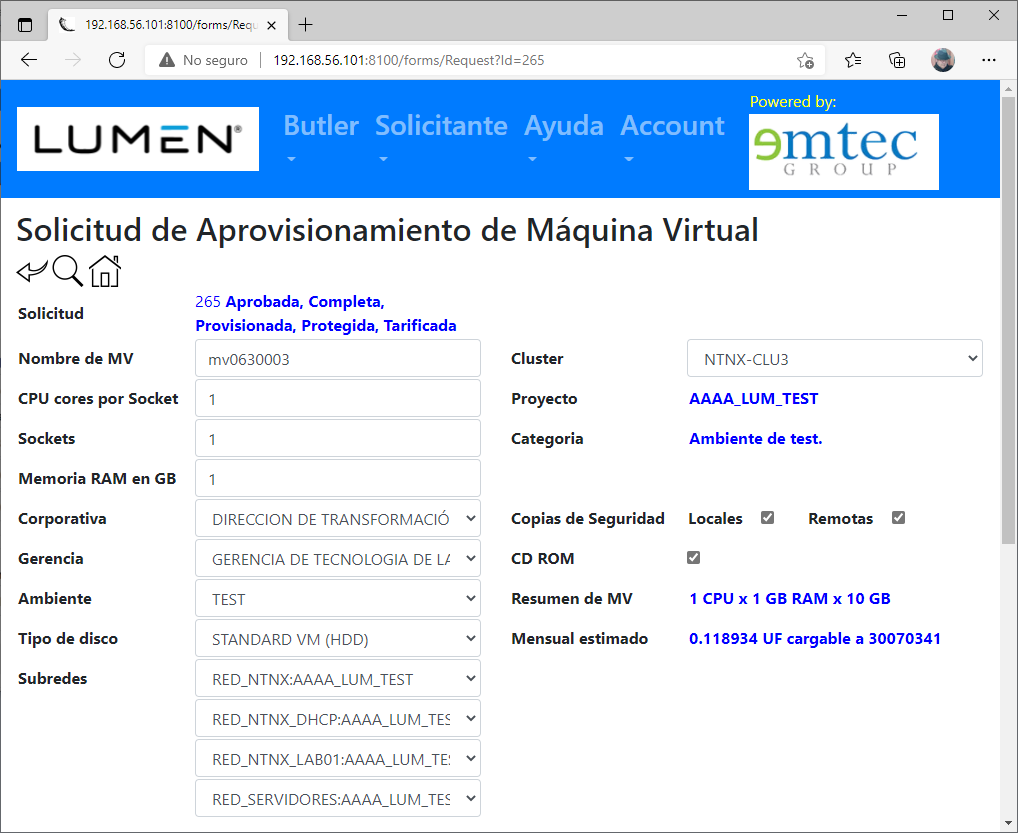 192.168.56.101:8100/forms/Requ
No seguro
192.168.56.101:8100/forms/Request?Id=265
LUMEN®
Butler Solicitante Ayuda Account
Powered by:
emtec
GROUP
Solicitud de Aprovisionamiento de Máquina Virtual
Solicitud
265 Aprobada, Completa,
Provisionada, Protegida, Tarificada
Nombre de MV mv0630003 Cluster NTNX-CLU3
CPU cores por Socket 1 Proyecto AAAA_LUM_TEST
Sockets 1 Categoria Ambiente de test.
Memoria RAM en GB 1
Corporativa DIRECCION DE TRANSFORMACIÓ Copias de Seguridad Locales Remotas
Gerencia GERENCIA DE TECNOLOGIA DE LA CD ROM
Ambiente TEST Resumen de MV 1 CPU x 1 GB RAM x 10 GB
Tipo de disco STANDARD VM (HDD) Mensual estimado 0.118934 UF cargable a 30070341
Subredes RED_NTNX:AAAA_LUM_TEST
RED_NTNX_DHCP:AAAA_LUM_TES
RED_NTNX_LAB01:AAAA_LUM_TE
RED_SERVIDORES:AAAA_LUM_TES